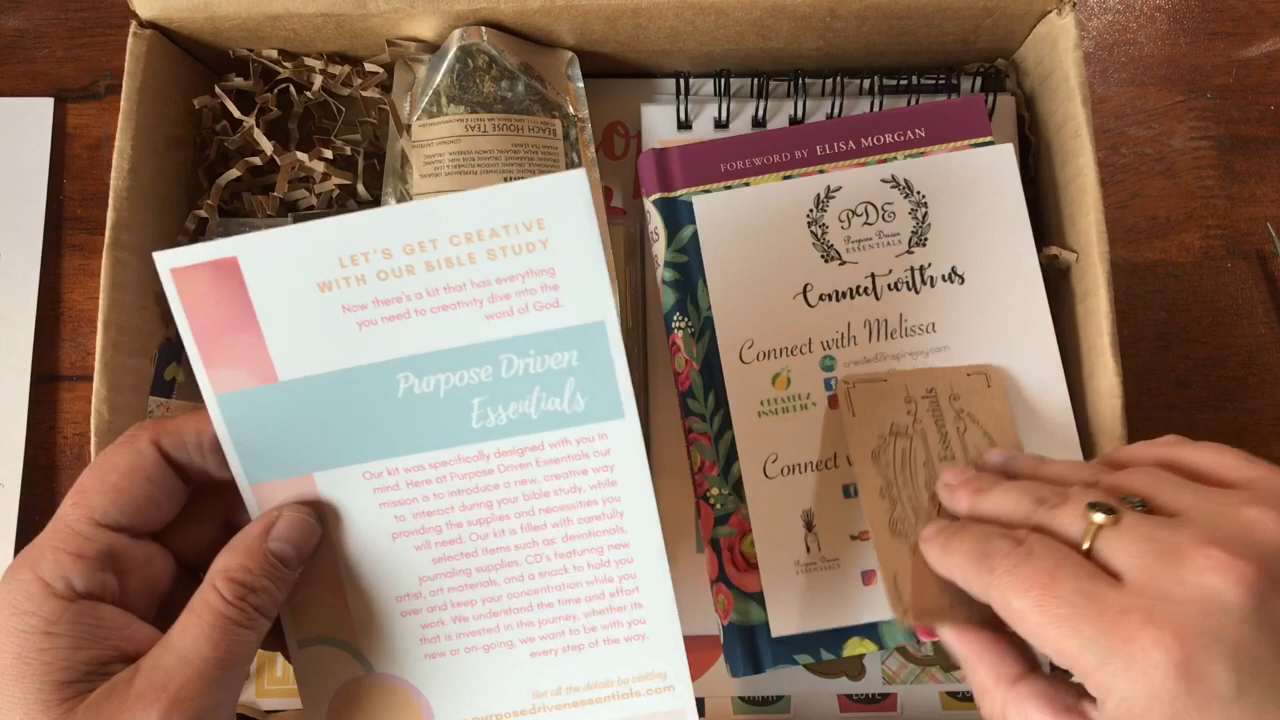 LET'S GET CREATIVE
WITH OUR BIBLE STUDY
Now there's a kit that has everything
you need to creativity dive into the
word of God.
Purpose Driven
Essentials
Our kit was specifically designed with you in
mind. Here at Purpose Driven Essentials our
mission is to introduce a new, creative way
to interact during your bible study, while
providing the supplies and necessities you
will need. Our kit is filled with carefully
selected items such as: devotionals,
journaling supplies, CD's featuring new
artist, art materials, and a snack to hold you
over and keep your concentration while you
work. We understand the time and effort
that is invested in this journey, whether its
new or on-going, we want to be with you
every step of the way.
Get all the details by visiting
purposedrivenessentials.com
BEACH HOUSE TEAS
FOREWORD BY ELISA MORGAN
PDE
Purpose Driven
ESSENTIALS
Connect with us
Connect with Melissa
created2inspirejoy.com
CREATED2
INSPIREJOY
Connect
Purpose Driven
ESSENTIALS
Essentials
LOVE